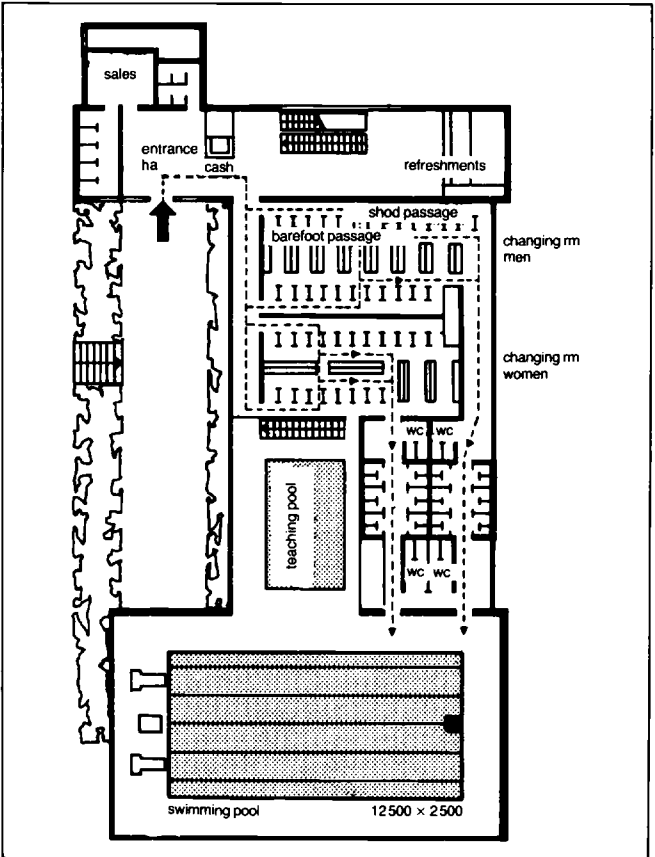 sales
entrance
ha
cash
refreshments
shod passage
barefoot passage
changing rm
men
changing rm
women
wc wc
teaching pool
wc wc
swimming pool 12500 × 2500